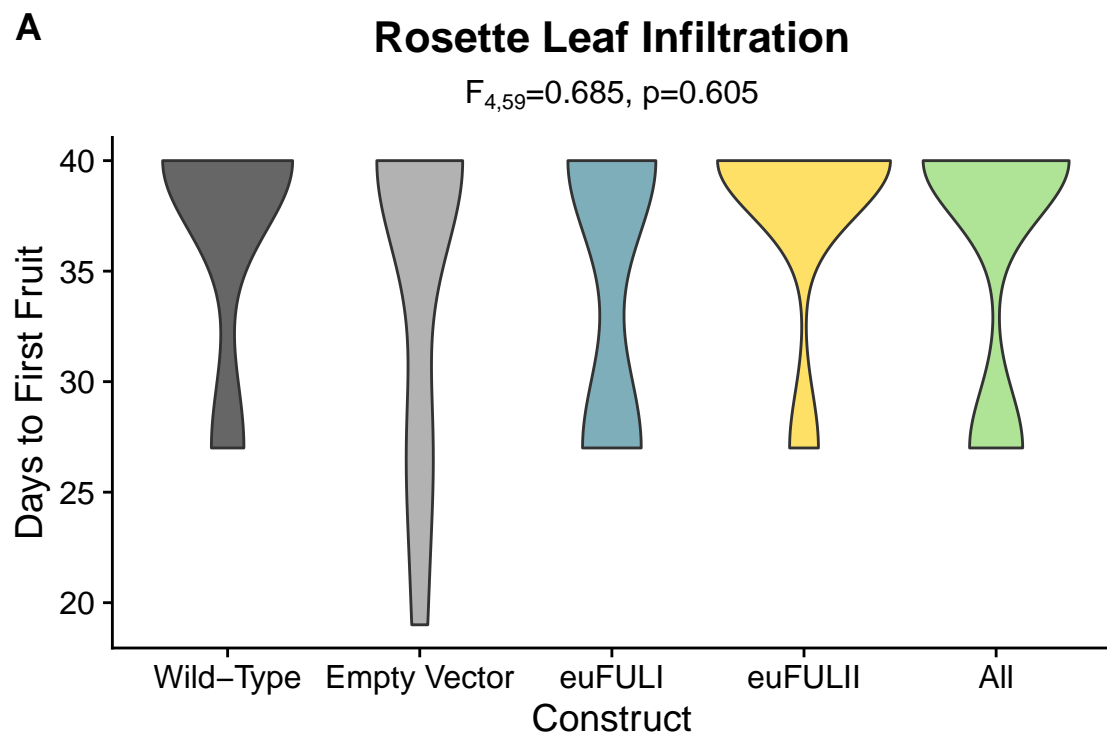 A
Rosette Leaf Infiltration
F4,59=0.685, p=0.605
Days to First Fruit
40
35
30
25
20
Wild−Type Empty Vector euFULI euFULII All
Construct